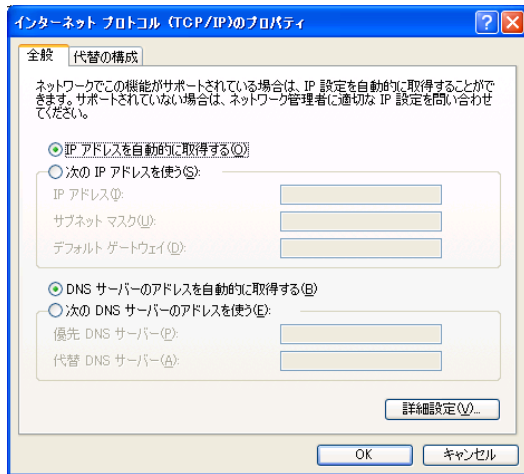 インターネット プロトコル (TCP/IP)のプロパティ
全般 代替の構成
ネットワークでこの機能がサポートされている場合は、IP 設定を自動的に取得することがで
きます。サポートされていない場合は、ネットワーク管理者に適切な IP 設定を問い合わせ
てください。
IP アドレスを自動的に取得する(O)
次の IP アドレスを使う(S):
IP アドレス(I):
サブネット マスク(U):
デフォルト ゲートウェイ(D):
DNS サーバーのアドレスを自動的に取得する(B)
次の DNS サーバーのアドレスを使う(E):
優先 DNS サーバー(P):
代替 DNS サーバー(A):
詳細設定(V)...
OK キャンセル